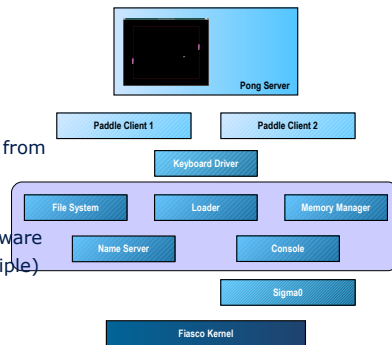 Pong Server
Paddle Client 1
Paddle Client 2
from
Keyboard Driver
File System
Loader
Memory Manager
ware
Name Server
Console
iple)
Sigma0
Fiasco Kernel